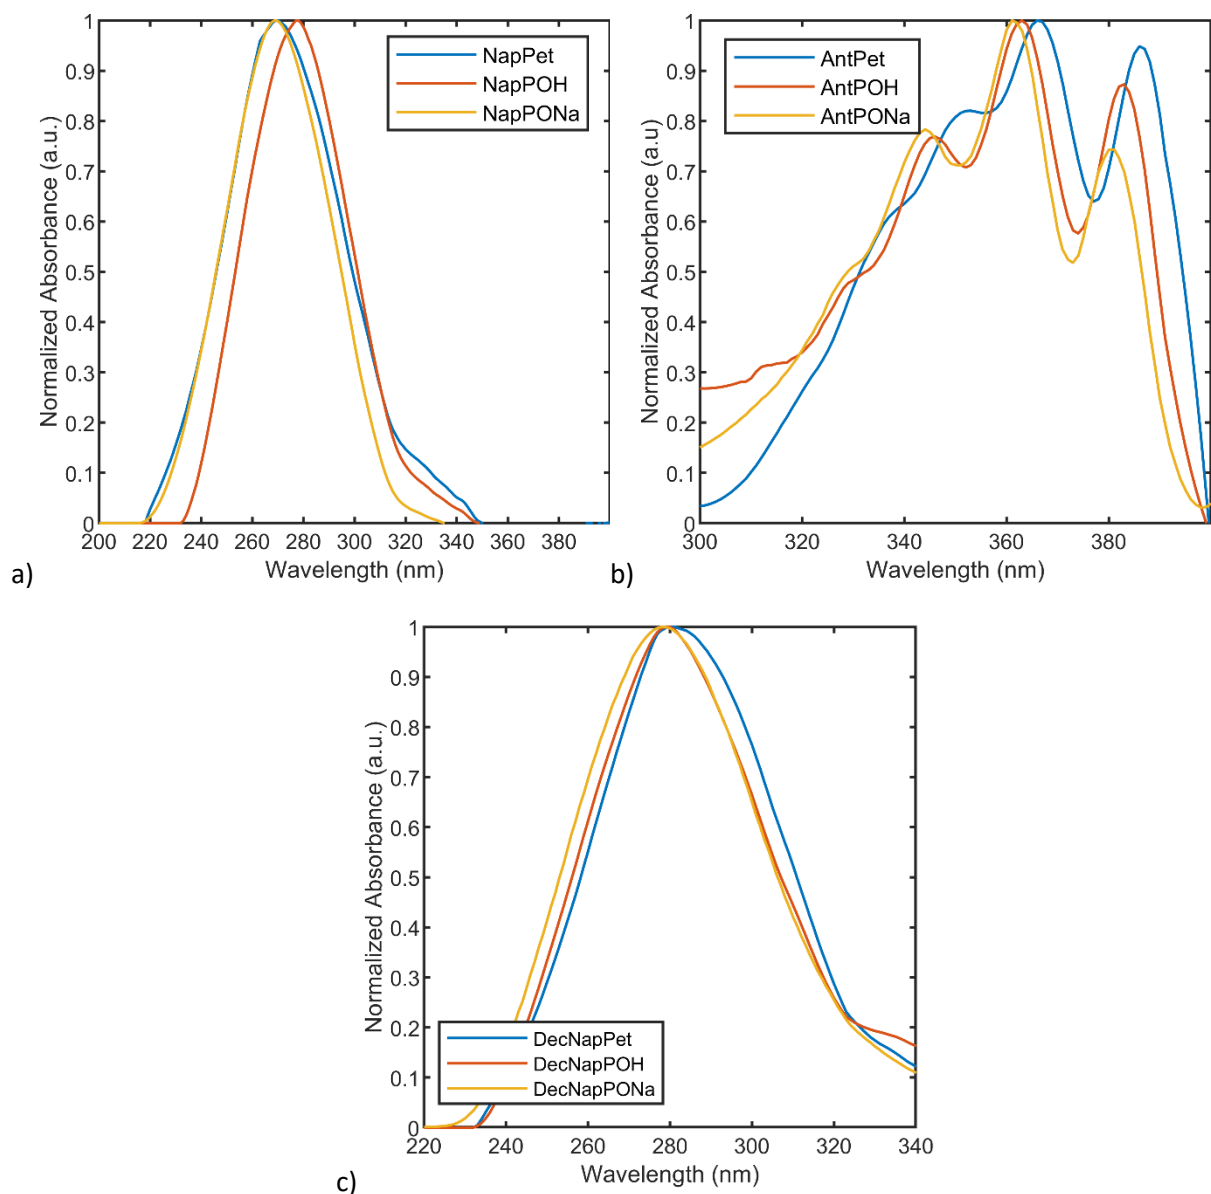 1
0.9
0.8
0.7
0.6
0.5
0.4
0.3
0.2
0.1
0
Normalized Absorbance (a.u.)
NapPet
NapPOH
NapPONa
200 220 240 260 280 300 320 340 360 380
Wavelength (nm)
a)
1
0.9
0.8
0.7
0.6
0.5
0.4
0.3
0.2
0.1
0
Normalized Absorbance (a.u)
AntPet
AntPOH
AntPONa
300 320 340 360 380
Wavelength (nm)
b)
1
0.9
0.8
0.7
0.6
0.5
0.4
0.3
0.2
0.1
0
Normalized Absorbance (a.u.)
DecNapPet
DecNapPOH
DecNapPONa
220 240 260 280 300 320 340
Wavelength (nm)
c)